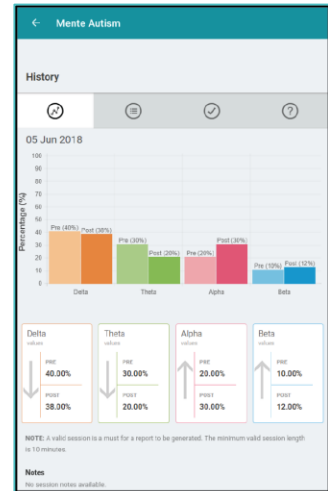 Mente Autism
History
05 Jun 2018
Percentage (%)
100
90
80
70
60
50
40
30
20
10
0
Pre (40%) Post (38%)
Pre (30%) Post (20%)
Pre (20%) Post (30%)
Pre (10%) Post (12%)
Delta Theta Alpha Beta
Delta Theta Alpha Beta
values values values values
PRE PRE PRE PRE
40.00% 30.00% 20.00% 10.00%
POST POST POST POST
38.00% 20.00% 30.00% 12.00%
NOTE: A valid session is a must for a report to be generated. The minimum valid session length
is 10 minutes.
Notes
No session notes available.